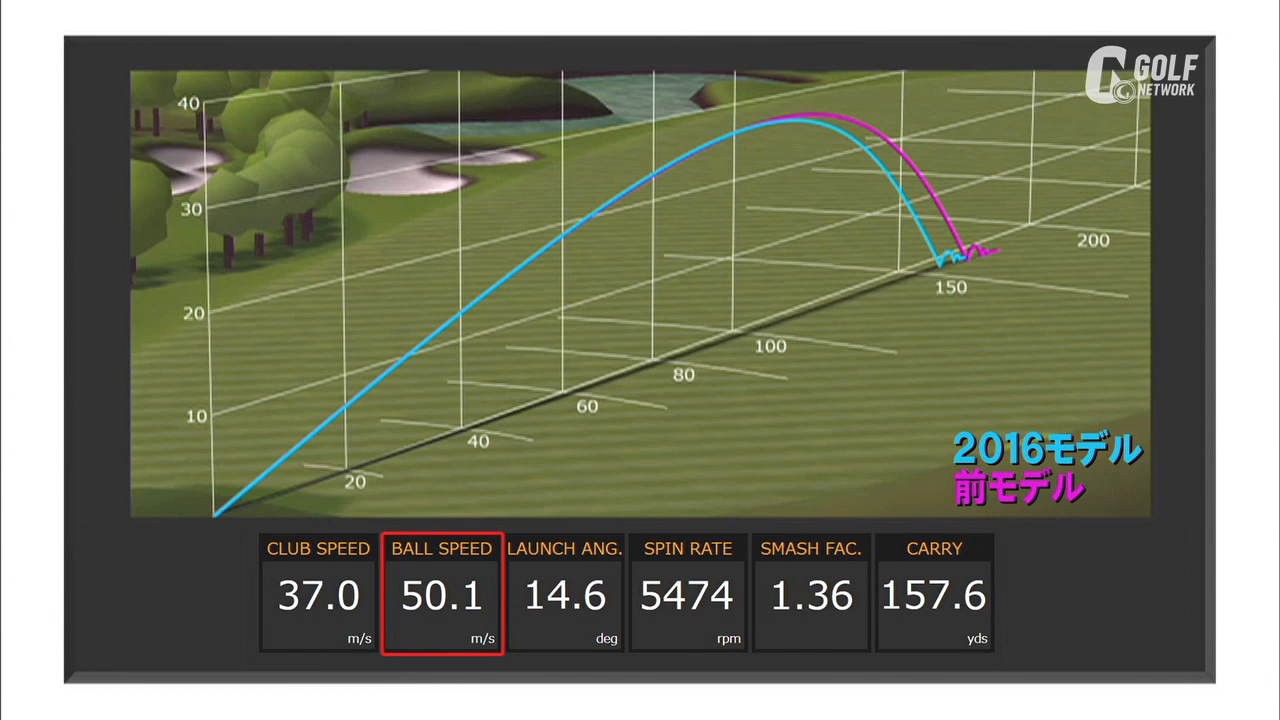 GOLF
NETWORK
40
30
20
10
20
40
60
80
100
150
200
2016モデル
前モデル
CLUB SPEED
37.0
m/s
BALL SPEED
50.1
m/s
LAUNCH ANG.
14.6
deg
SPIN RATE
5474
rpm
SMASH FAC.
1.36
CARRY
157.6
yds